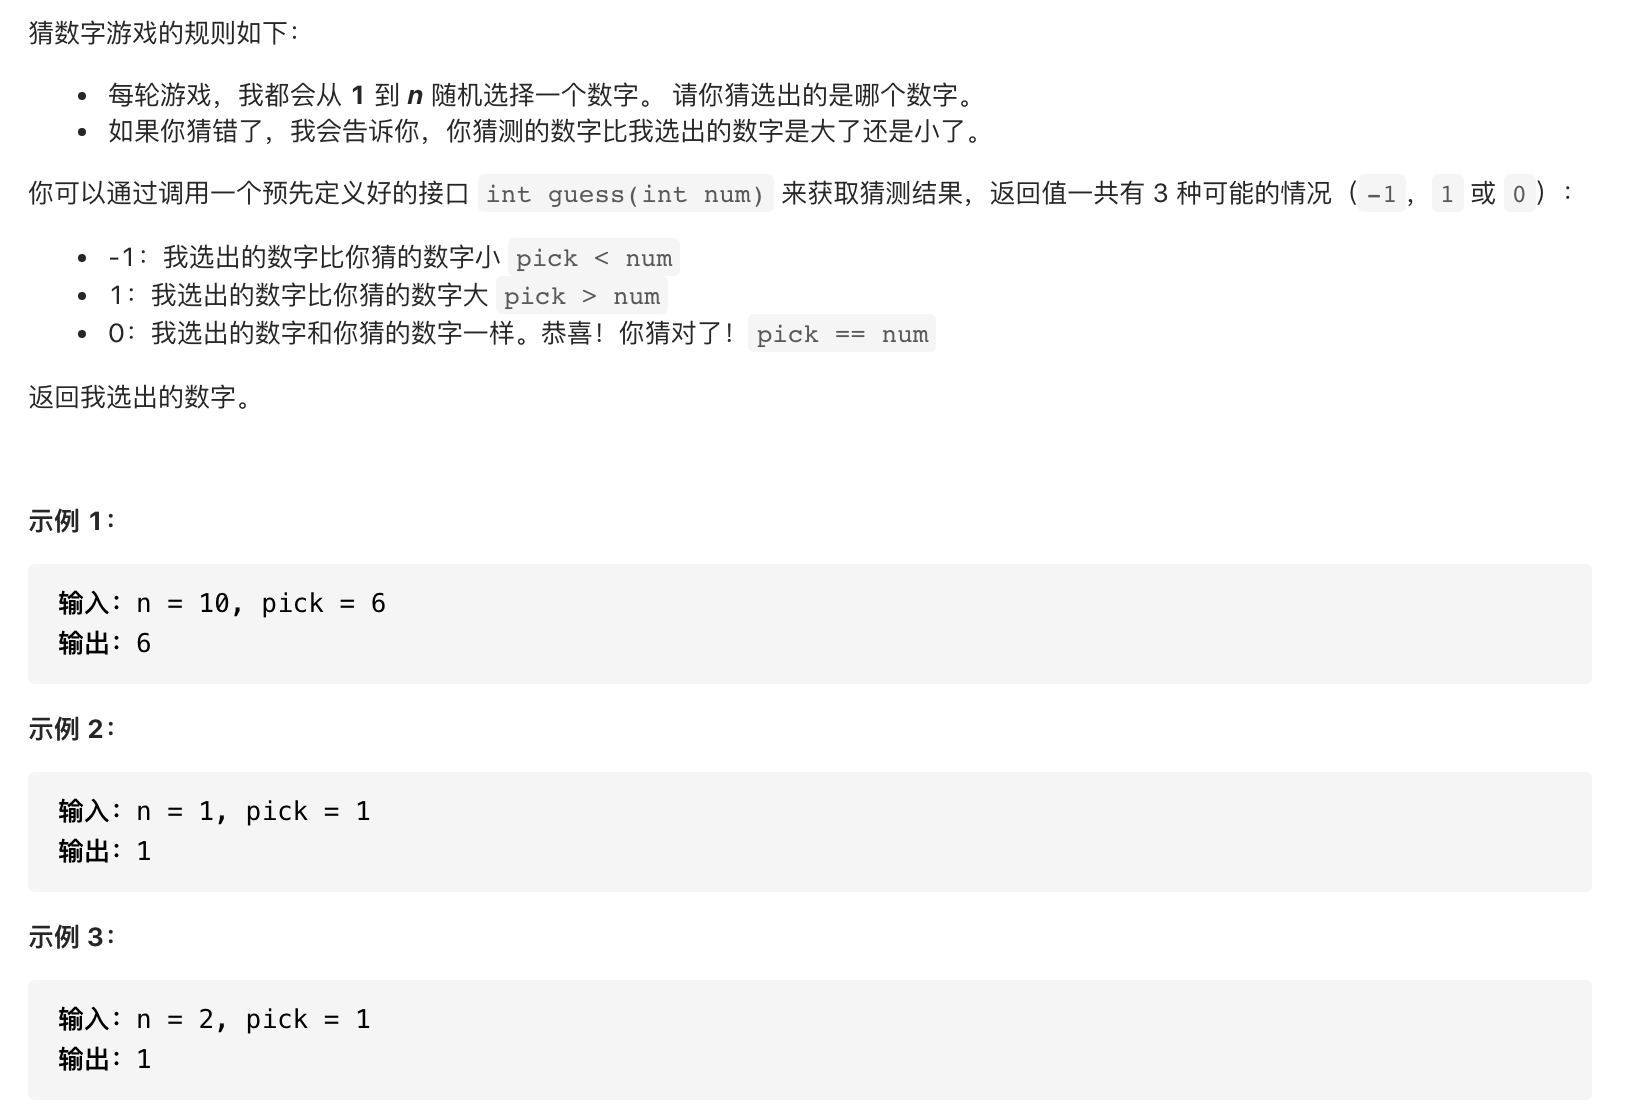 猜数字游戏的规则如下：
每轮游戏，我都会从 1 到 n 随机选择一个数字。 请你猜选出的是哪个数字。
如果你猜错了，我会告诉你，你猜测的数字比我选出的数字是大了还是小了。
你可以通过调用一个预先定义好的接口 int guess(int num) 来获取猜测结果，返回值一共有 3 种可能的情况（-1，1 或 0）：
-1：我选出的数字比你猜的数字小 pick < num
1：我选出的数字比你猜的数字大 pick > num
0：我选出的数字和你猜的数字一样。恭喜！你猜对了！pick == num
返回我选出的数字。
示例 1：
输入：n = 10, pick = 6
输出：6
示例 2：
输入：n = 1, pick = 1
输出：1
示例 3：
输入：n = 2, pick = 1
输出：1